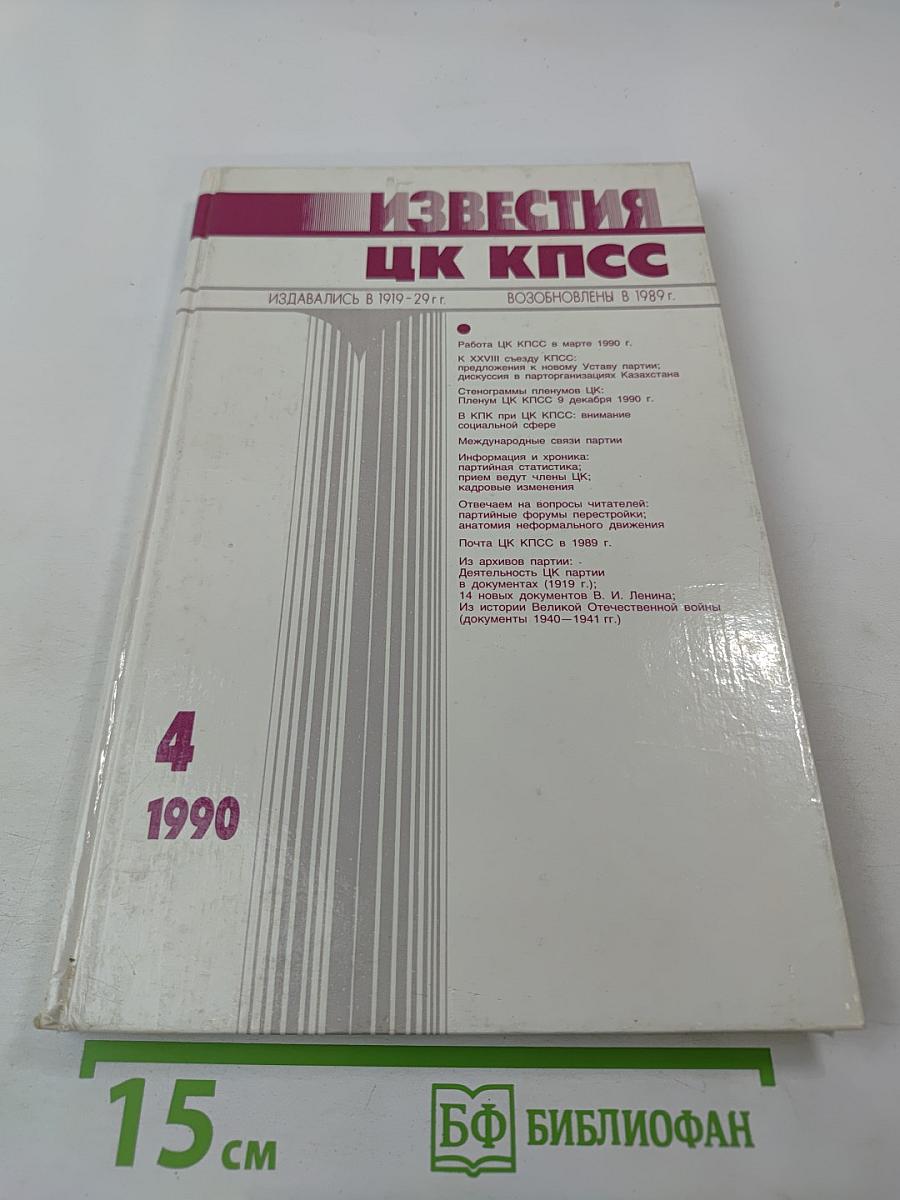 ИЗВЕСТИЯ
ЦК КПСС
ИЗДАВАЛИСЬ В 1919-29 гг. ВОЗОБНОВЛЕНЫ В 1989 г.
Работа ЦК КПСС в марте 1990 г.
К XXVIII съезду КПСС:
предложения к новому Уставу партии;
дискуссия в парторганизациях Казахстана
Стенограммы пленумов ЦК:
Пленум ЦК КПСС 9 декабря 1990 г.
В КПК при ЦК КПСС: внимание
социальной сфере
Международные связи партии
Информация и хроника:
партийная статистика;
прием ведут члены ЦК;
кадровые изменения
Отвечаем на вопросы читателей:
партийные форумы перестройки;
анатомия неформального движения
Почта ЦК КПСС в 1989 г.
Из архивов партии:
Деятельность ЦК партии
в документах (1919 г.);
14 новых документов В. И. Ленина;
Из истории Великой Отечественной войны
(документы 1940—1941 гг.)
4
1990
15 см
БФ БИБЛИОФАН